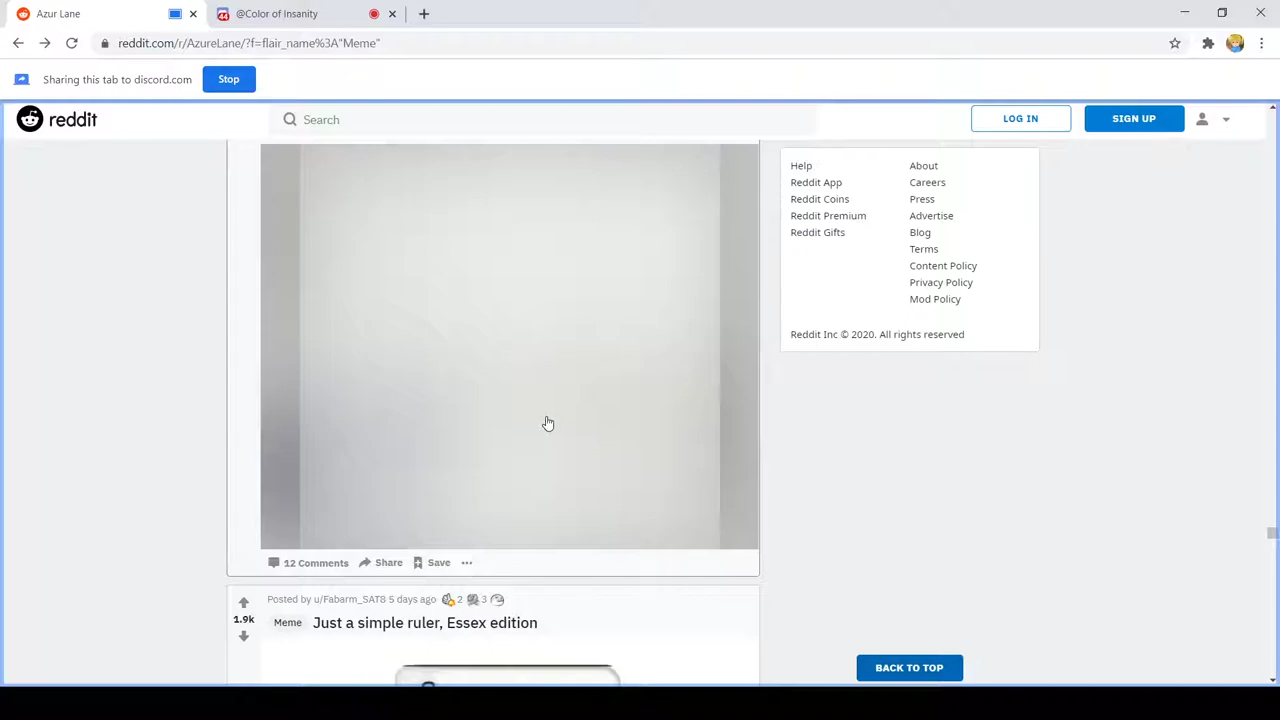 Azur Lane
44
@Color of Insanity
reddit.com/r/AzureLane/?f=flair_name%3A"Meme"
Sharing this tab to discord.com
Stop
reddit
Search
LOG IN
SIGN UP
Help
About
Reddit App
Careers
Reddit Coins
Press
Reddit Premium
Advertise
Reddit Gifts
Blog
Terms
Content Policy
Privacy Policy
Mod Policy
Reddit Inc © 2020. All rights reserved
12 Comments
Share
Save
Posted by u/Fabarm_SAT8 5 days ago
2
3
1.9k
Meme
Just a simple ruler, Essex edition
BACK TO TOP